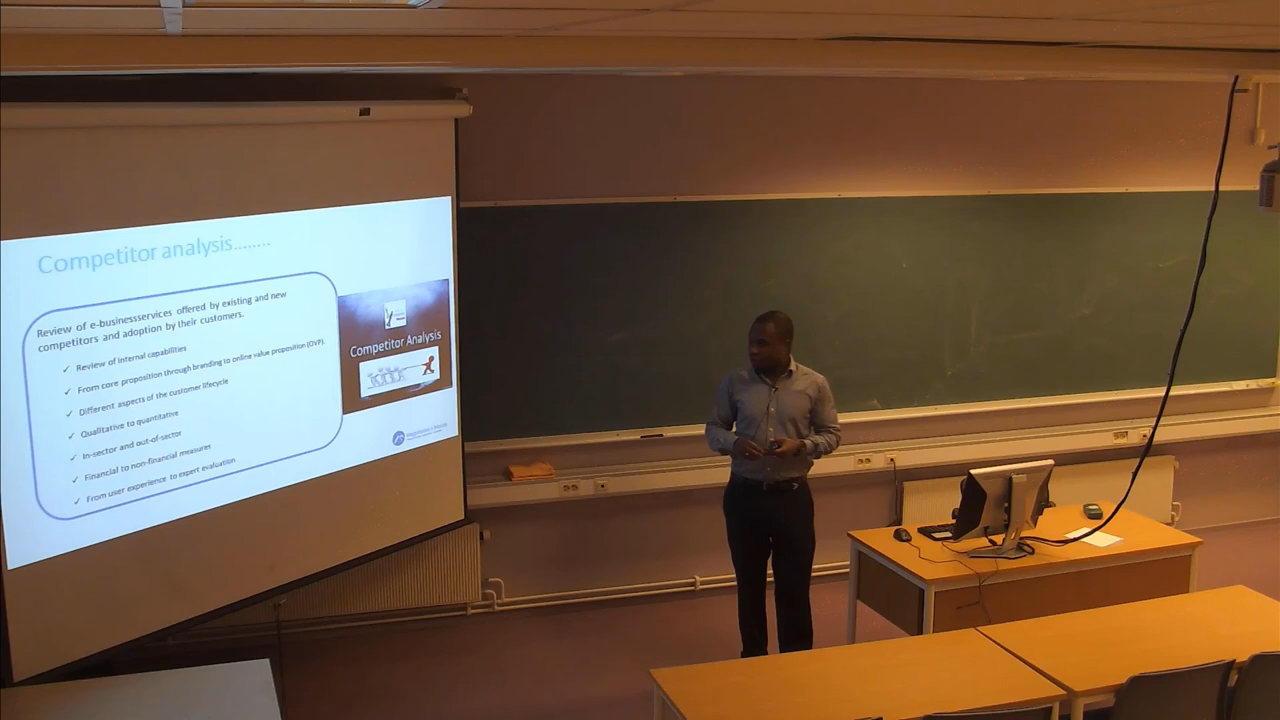 Competitor analysis........
Review of e-businessservices offered by existing and new
competitors and adoption by their customers.
✓ Review of internal capabilities
✓ From core proposition through branding to online value proposition (OVP).
✓ Different aspects of the customer lifecycle
✓ Qualitative to quantitative
✓ In-sector and out-of-sector
✓ Financial to non-financial measures
✓ From user experience to expert evaluation
Competitor Analysis